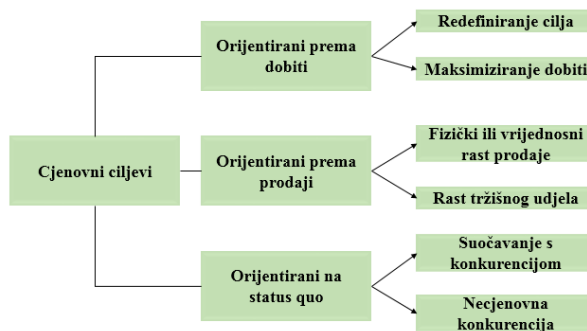 Cjenovni ciljevi
Orijentirani prema
dobiti
Redefiniranje cilja
Maksimiziranje dobiti
Orijentirani prema
prodaji
Fizički ili vrijednosni
rast prodaje
Rast tržišnog udjela
Orijentirani na
status quo
Suočavanje s
konkurencijom
Necjenovna
konkurencija